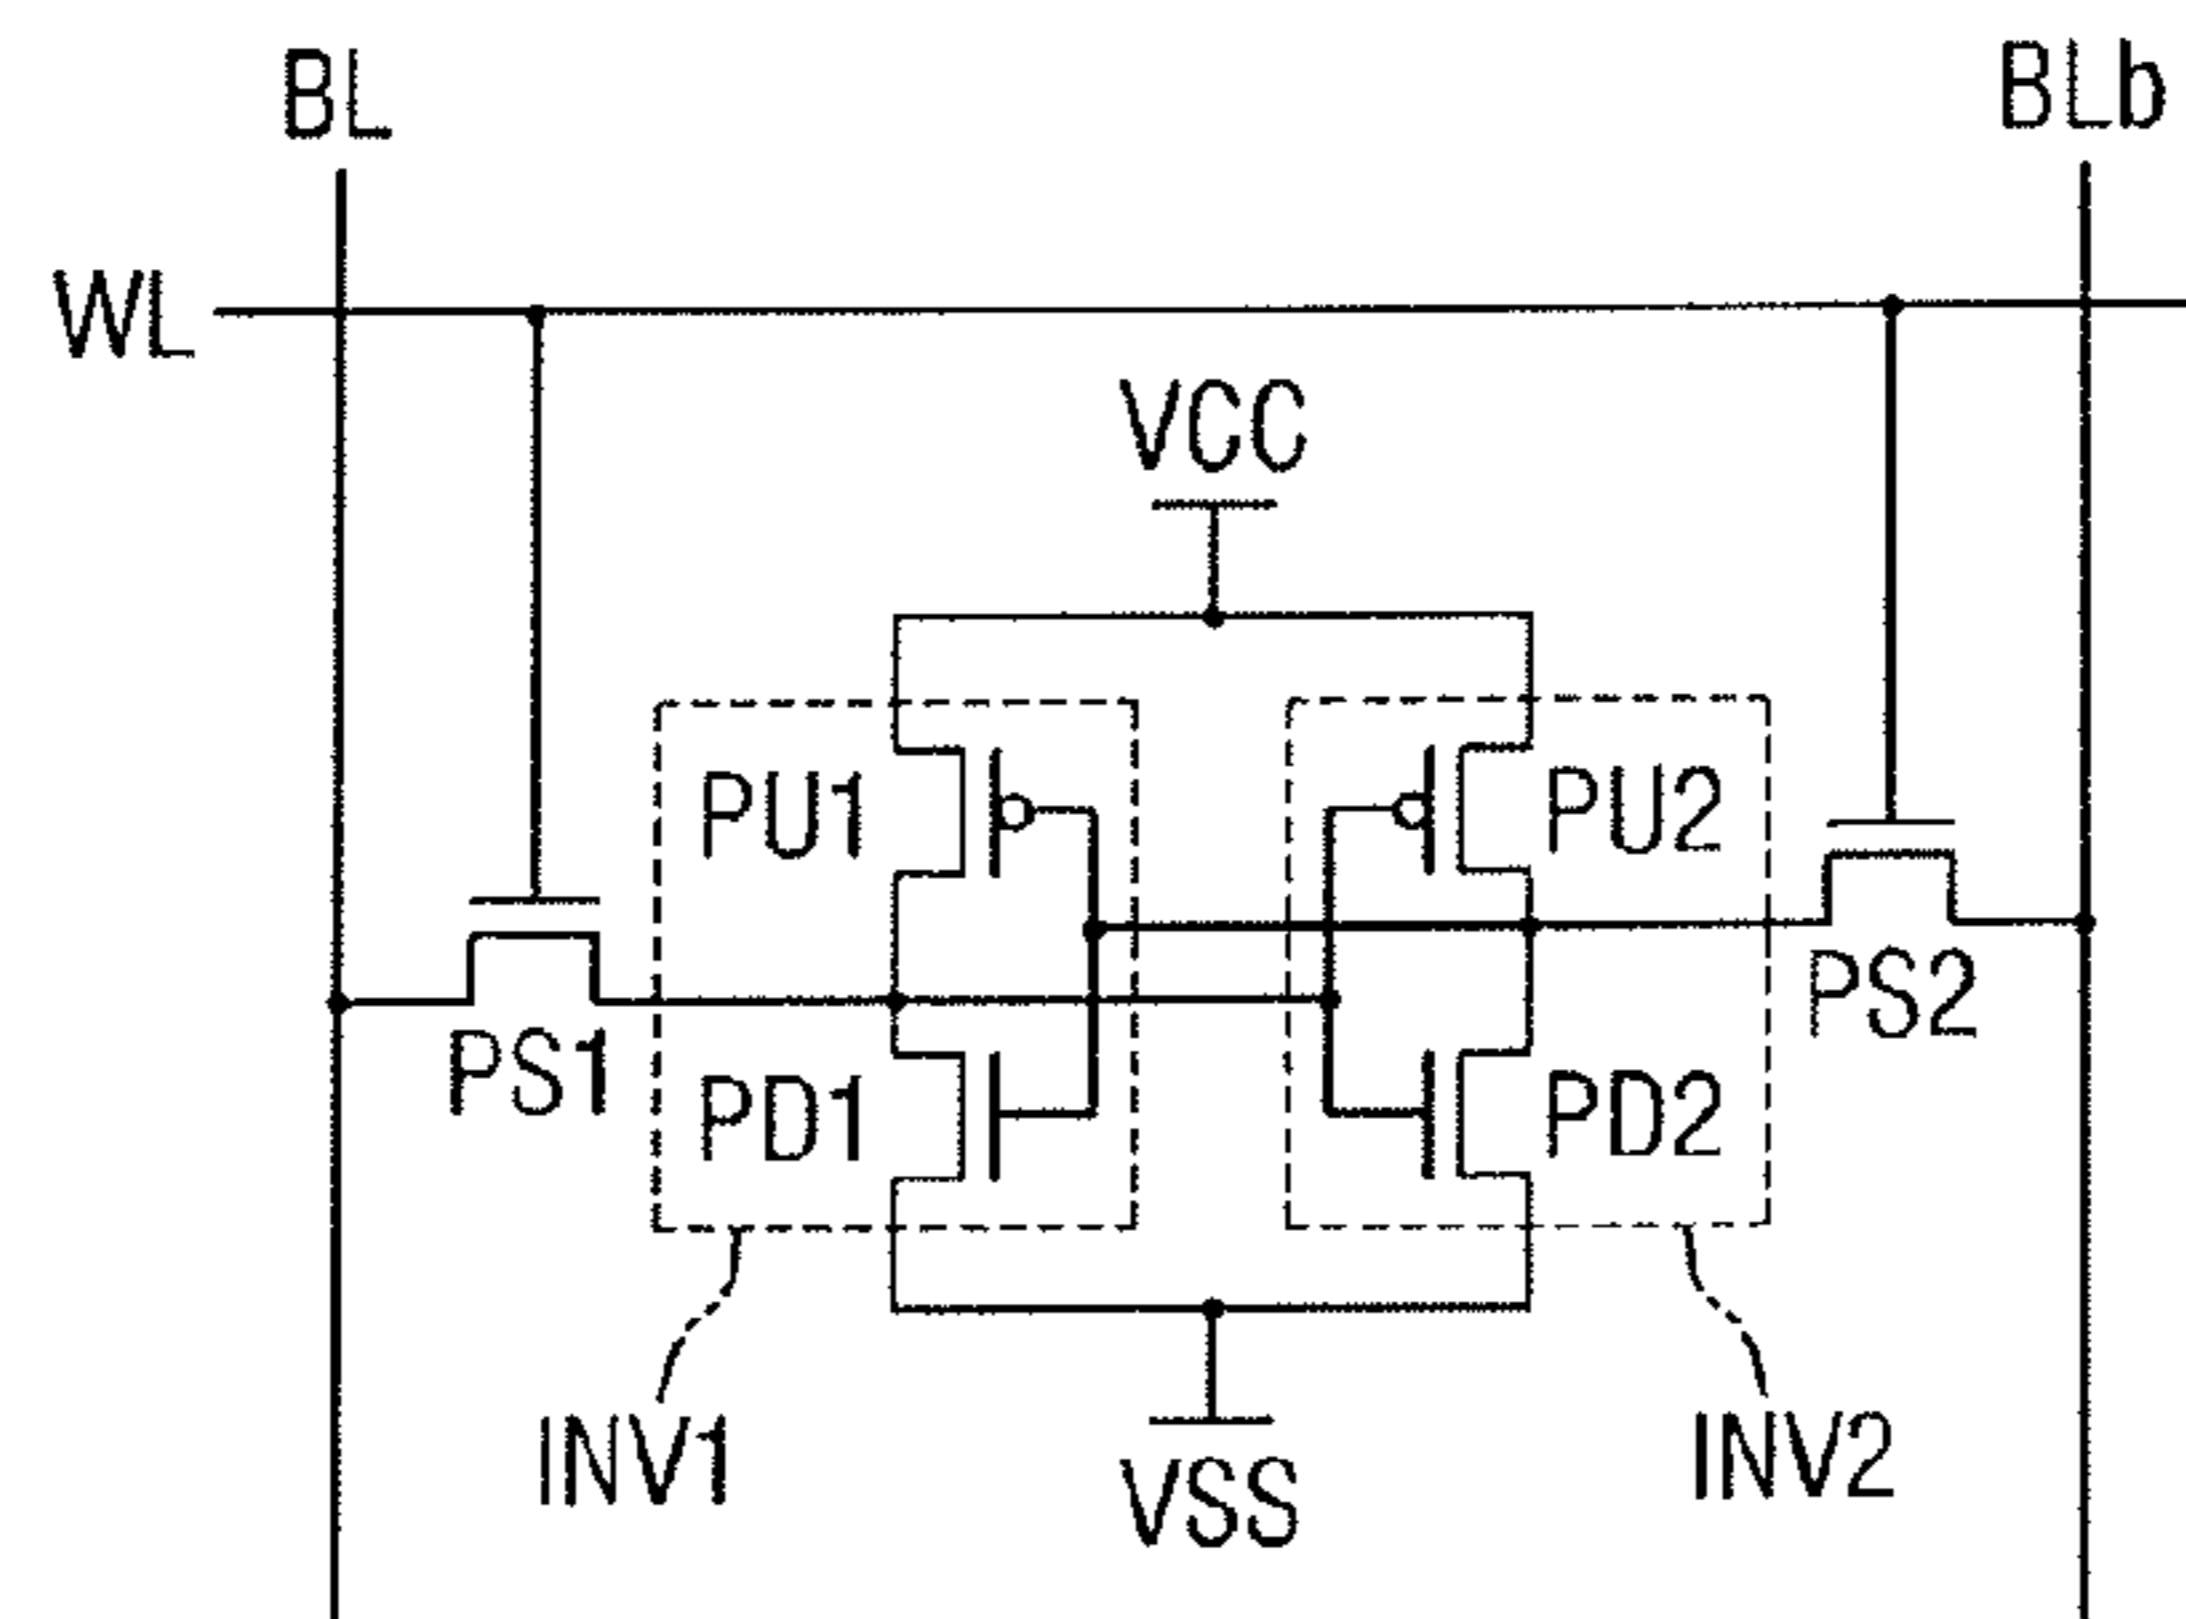 BL
BLb
WL
VCC
PU1
PU2
PS1
PS2
PD1
PD2
INV1
INV2
VSS